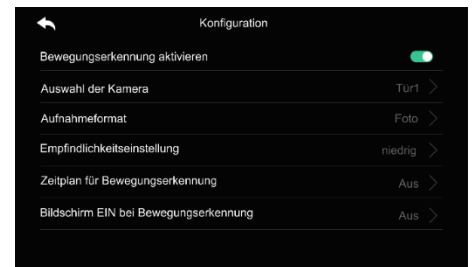 Konfiguration
Bewegungserkennung aktivieren
Auswahl der Kamera Tür1
Aufnahmeformat Foto
Empfindlichkeitseinstellung niedrig
Zeitplan für Bewegungserkennung Aus
Bildschirm EIN bei Bewegungserkennung Aus